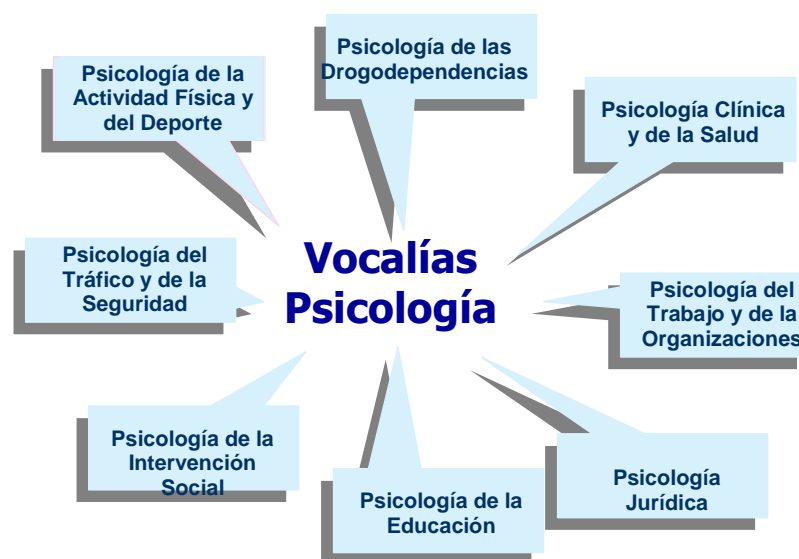 Psicología de las
Drogodependencias
Psicología de la
Actividad Física y
del Deporte
Psicología Clínica
y de la Salud
Vocalías
Psicología
Psicología del
Tráfico y de la
Seguridad
Psicología del
Trabajo y de la
Organizaciones
Psicología de la
Intervención
Social
Psicología de la
Educación
Psicología
Jurídica